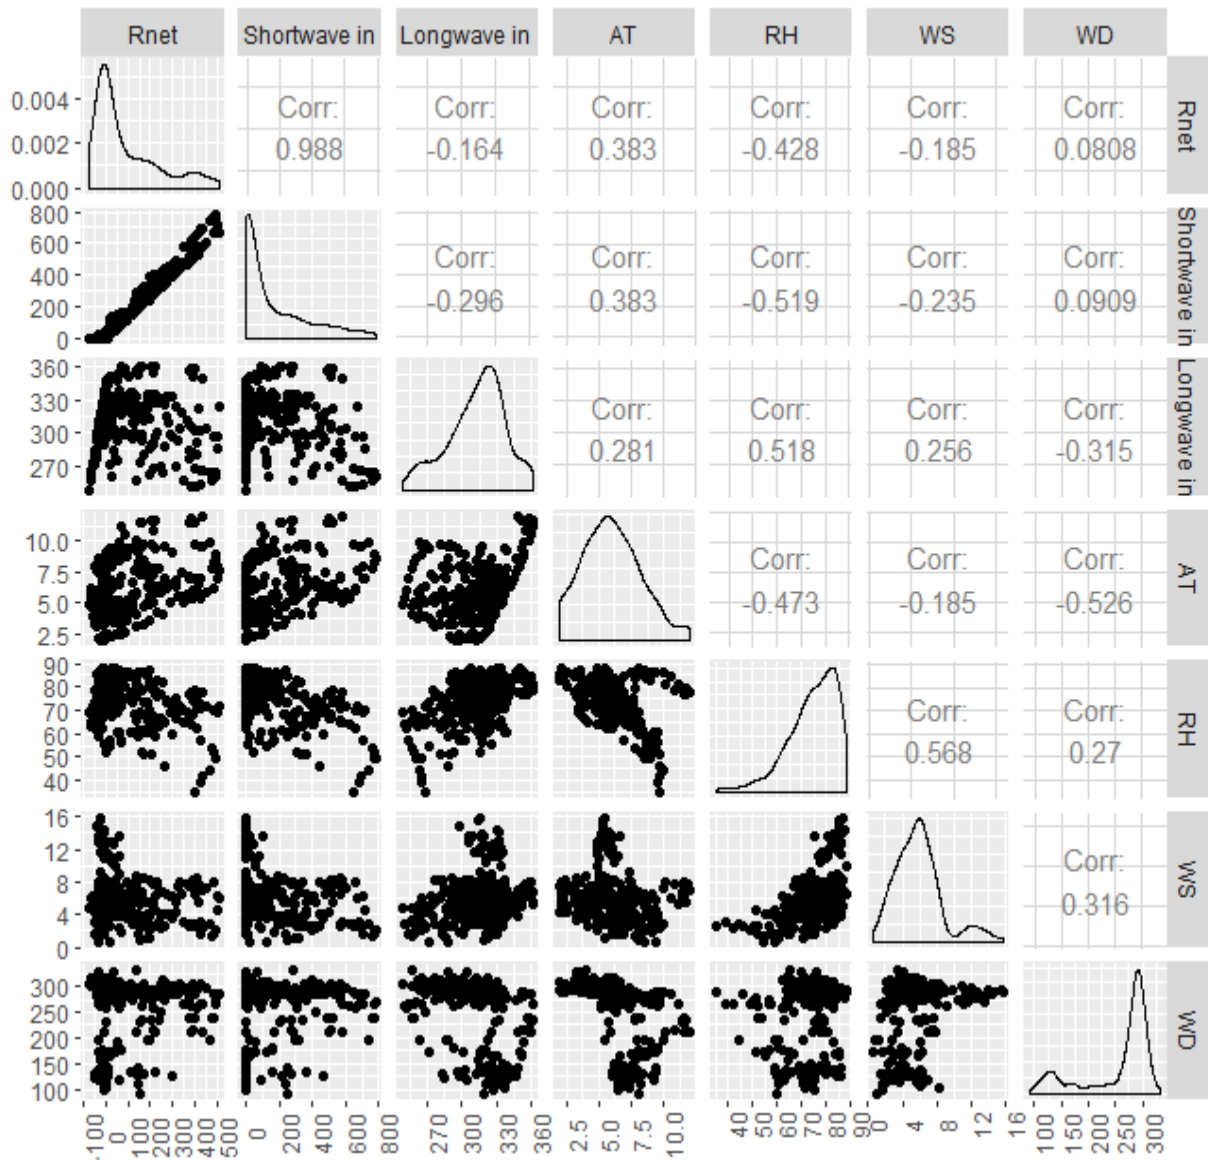 Rnet Shortwave in Longwave in AT RH WS WD
0.004
0.002
0.000
Corr:
0.988
Corr:
-0.164
Corr:
0.383
Corr:
-0.428
Corr:
-0.185
Corr:
0.0808
Rnet
800
600
400
200
0
Corr:
-0.296
Corr:
0.383
Corr:
-0.519
Corr:
-0.235
Corr:
0.0909
Shortwave in
360
330
300
270
Corr:
0.281
Corr:
0.518
Corr:
0.256
Corr:
-0.315
Longwave in
10.0
7.5
5.0
2.5
Corr:
-0.473
Corr:
-0.185
Corr:
-0.526
AT
90
80
70
60
50
40
Corr:
0.568
Corr:
0.27
RH
16
12
8
4
0
Corr:
0.316
WS
300
250
200
150
100
WD
-100 0 100 200 300 400 500
0 200 400 600 800
270 300 330 360
2.5 5.0 7.5 10.0
40 50 60 70 80 90
0 4 8 12 16
100 150 200 250 300